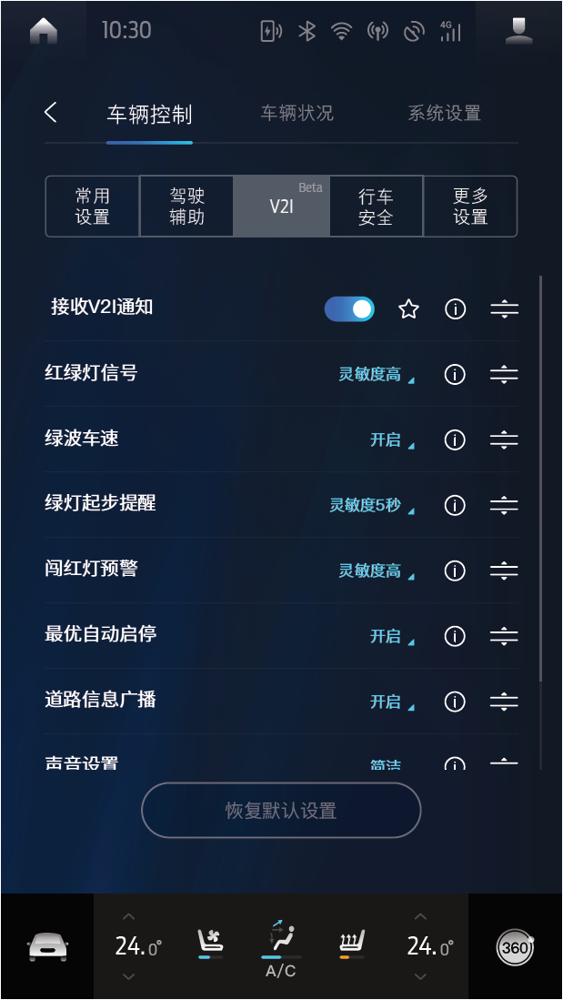 10:30
4G
车辆控制
车辆状况
系统设置
常用
设置
驾驶
辅助
V2I
Beta
行车
安全
更多
设置
接收V2I通知
红绿灯信号
灵敏度高
绿波车速
开启
绿灯起步提醒
灵敏度5秒
闯红灯预警
灵敏度高
最优自动启停
开启
道路信息广播
开启
声音设置
简洁
恢复默认设置
24.0°
A/C
24.0°
360